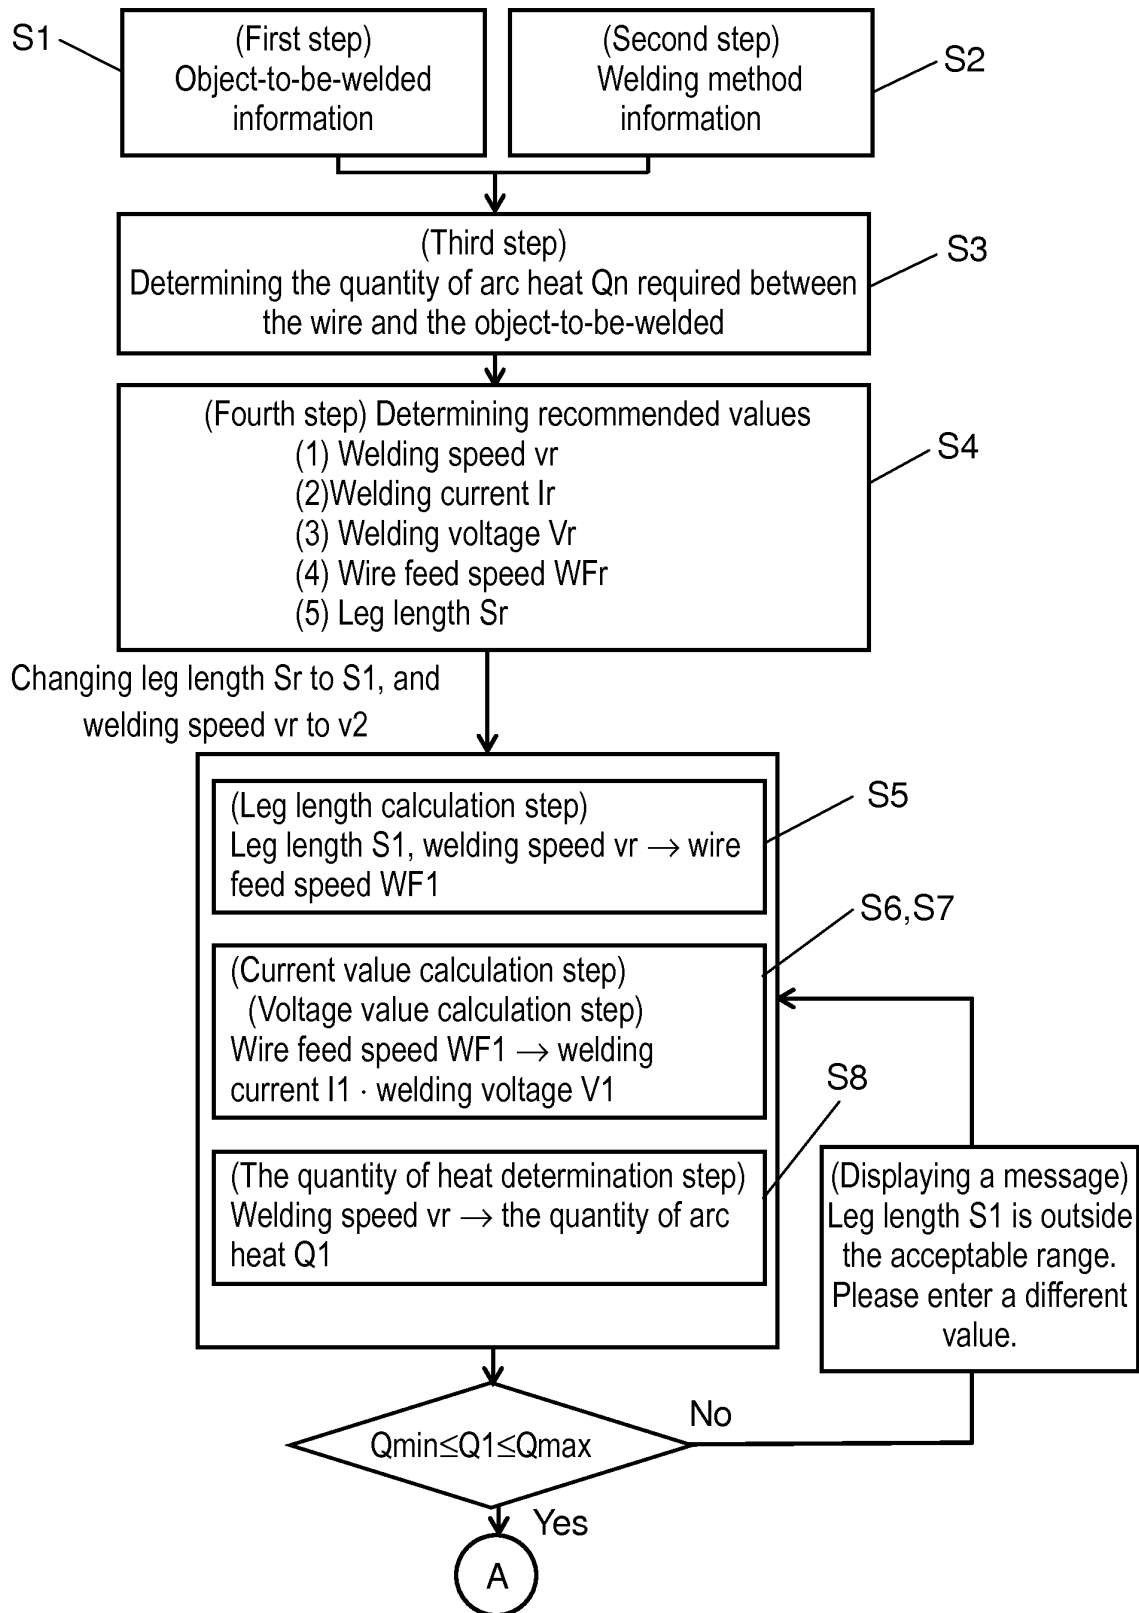 S1
(First step)
Object-to-be-welded
information
(Second step)
Welding method
information
S2
(Third step)
Determining the quantity of arc heat Qn required between
the wire and the object-to-be-welded
S3
(Fourth step) Determining recommended values
(1) Welding speed vr
(2)Welding current Ir
(3) Welding voltage Vr
(4) Wire feed speed WFr
(5) Leg length Sr
S4
Changing leg length Sr to S1, and
welding speed vr to v2
(Leg length calculation step)
Leg length S1, welding speed vr → wire
feed speed WF1
S5
(Current value calculation step)
(Voltage value calculation step)
Wire feed speed WF1 → welding
current I1 · welding voltage V1
S6,S7
(The quantity of heat determination step)
Welding speed vr → the quantity of arc
heat Q1
S8
(Displaying a message)
Leg length S1 is outside
the acceptable range.
Please enter a different
value.
Qmin≤Q1≤Qmax
No
Yes
A